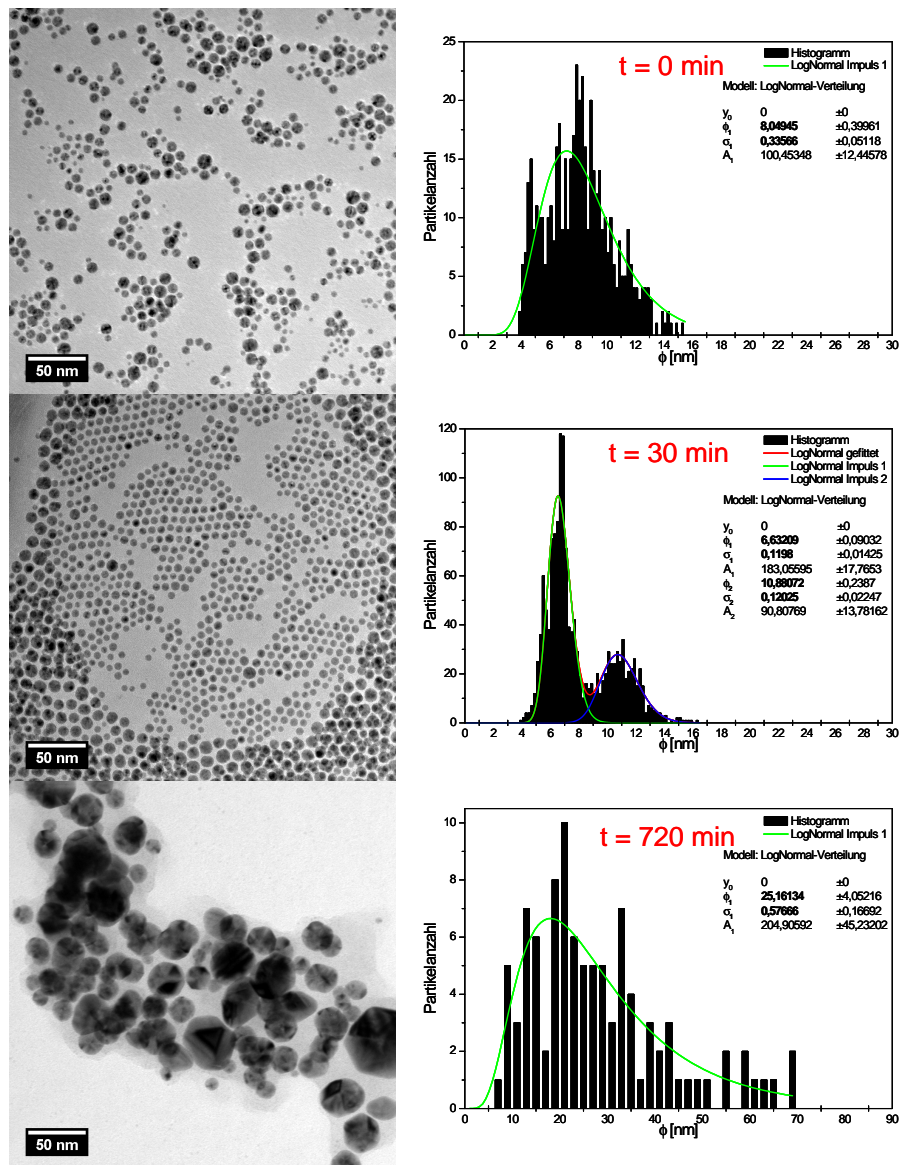 50 nm
t = 0 min
Histogramm
LogNormal Impuls 1
Modell: LogNormal-Verteilung
y₀ 0 ±0
ϕ₁ 8,04945 ±0,39961
σ₁ 0,33566 ±0,05118
A₁ 100,45348 ±12,44578
Partikelanzahl
25
20
15
10
5
0
0 2 4 6 8 10 12 14 16 18 20 22 24 26 28 30
ϕ [nm]
50 nm
t = 30 min
Histogramm
LogNormal gefittet
LogNormal Impuls 1
LogNormal Impuls 2
Modell: LogNormal-Verteilung
y₀ 0 ±0
ϕ₁ 6,63209 ±0,09032
σ₁ 0,1198 ±0,01425
A₁ 183,05595 ±17,7653
ϕ₂ 10,88072 ±0,2387
σ₂ 0,12025 ±0,02247
A₂ 90,80769 ±13,78162
Partikelanzahl
120
100
80
60
40
20
0
0 2 4 6 8 10 12 14 16 18 20 22 24 26 28 30
ϕ [nm]
50 nm
t = 720 min
Histogramm
LogNormal Impuls 1
Modell: LogNormal-Verteilung
y₀ 0 ±0
ϕ₁ 25,16134 ±4,05216
σ₁ 0,57666 ±0,16692
A₁ 204,90592 ±45,23202
Partikelanzahl
10
8
6
4
2
0
0 10 20 30 40 50 60 70 80 90
ϕ [nm]